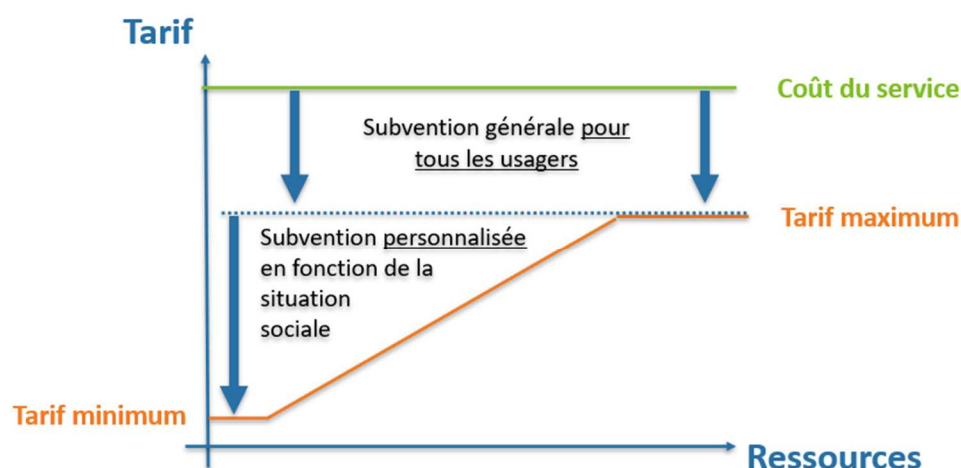 Tarif
Coût du service
Subvention générale pour
tous les usagers
Tarif maximum
Subvention personnalisée
en fonction de la
situation
sociale
Tarif minimum
Ressources